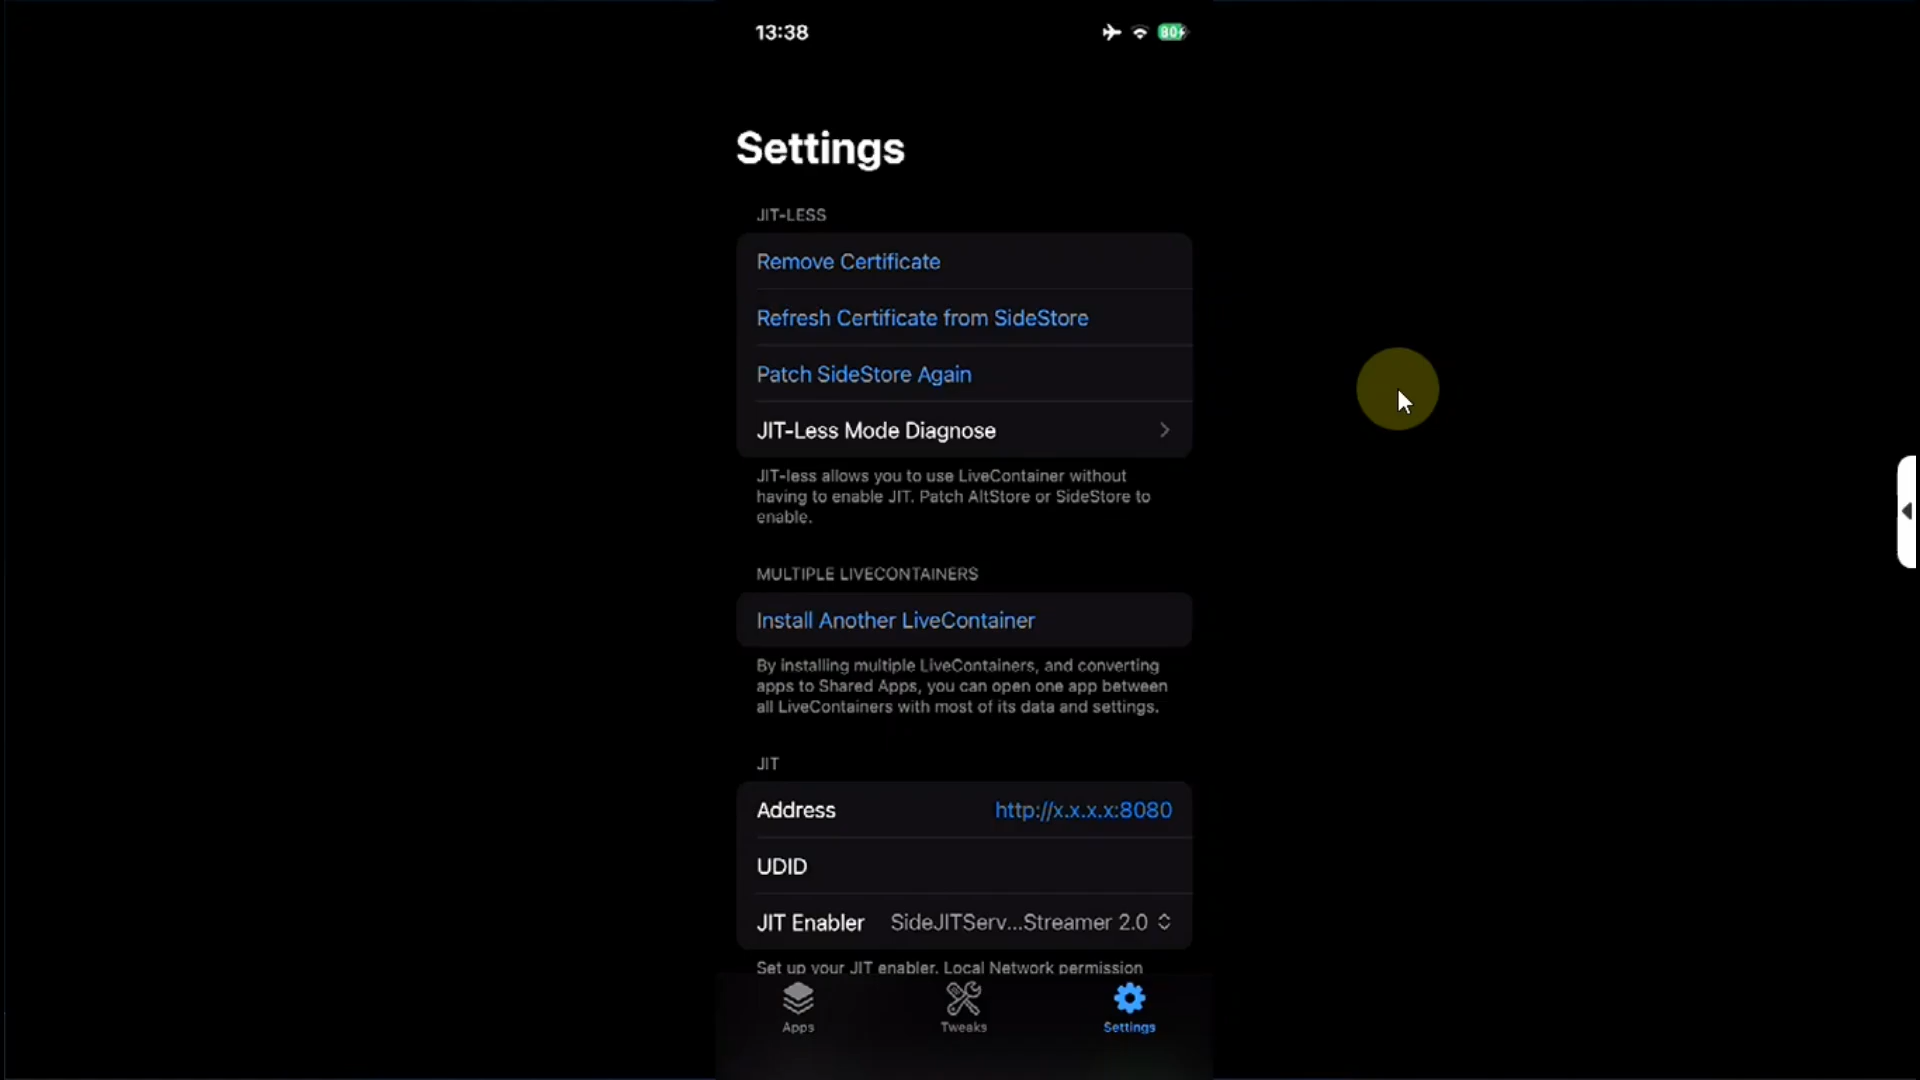 13:38
80
Settings
JIT-LESS
Remove Certificate
Refresh Certificate from SideStore
Patch SideStore Again
JIT-Less Mode Diagnose
JIT-less allows you to use LiveContainer without
having to enable JIT. Patch AltStore or SideStore to
enable.
MULTIPLE LIVECONTAINERS
Install Another LiveContainer
By installing multiple LiveContainers, and converting
apps to Shared Apps, you can open one app between
all LiveContainers with most of its data and settings.
JIT
Address http://x.x.x.x:8080
UDID
JIT Enabler SideJITServ...Streamer 2.0
Set up your JIT enabler. Local Network permission
Apps Tweaks Settings